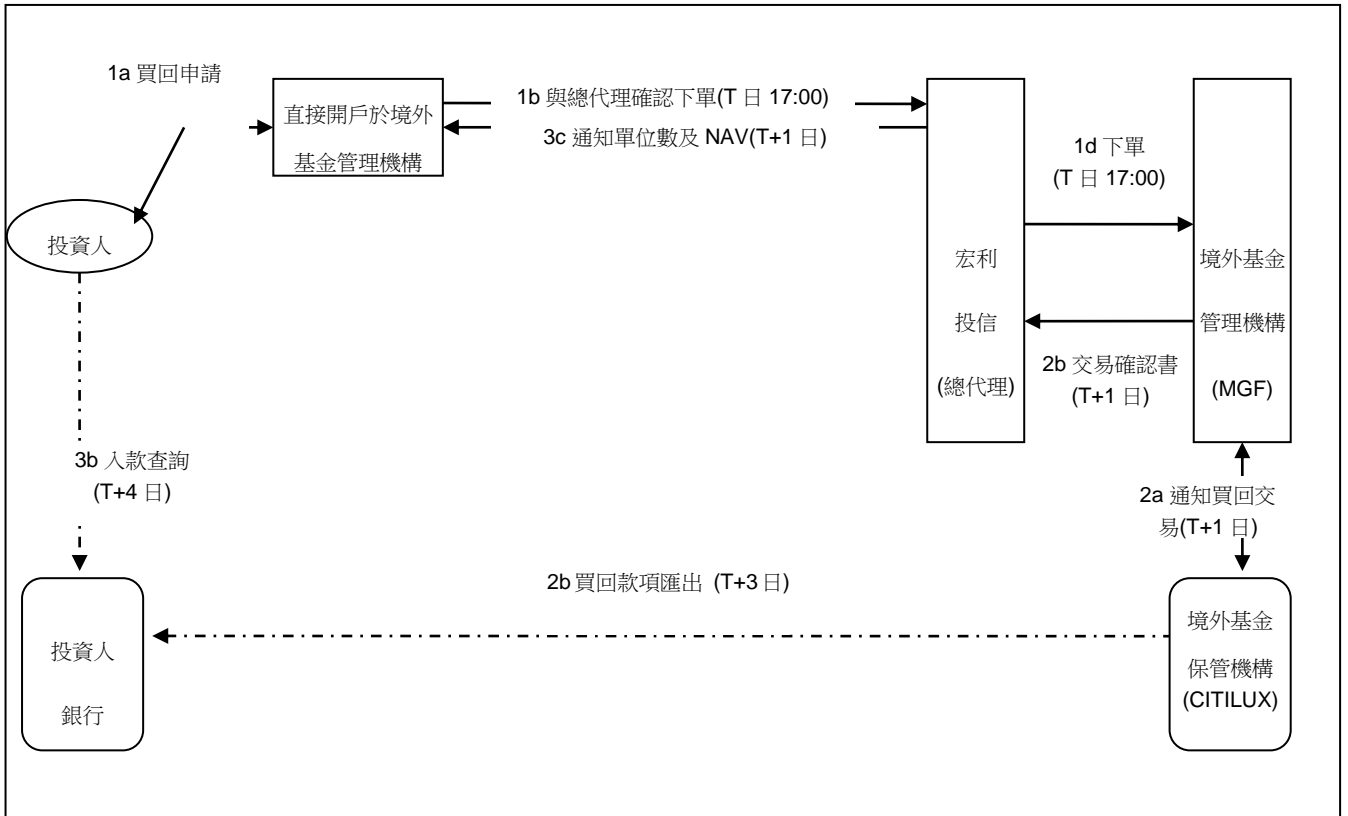 1a 買回申請
直接開戶於境外
基金管理機構
1b 與總代理確認下單(T 日 17:00)
3c 通知單位數及 NAV(T+1 日)
1d 下單
(T 日 17:00)
投資人
宏利
投信
(總代理)
境外基金
管理機構
(MGF)
2b 交易確認書
(T+1 日)
3b 入款查詢
(T+4 日)
2a 通知買回交
易(T+1 日)
2b 買回款項匯出 (T+3 日)
投資人
銀行
境外基金
保管機構
(CITILUX)